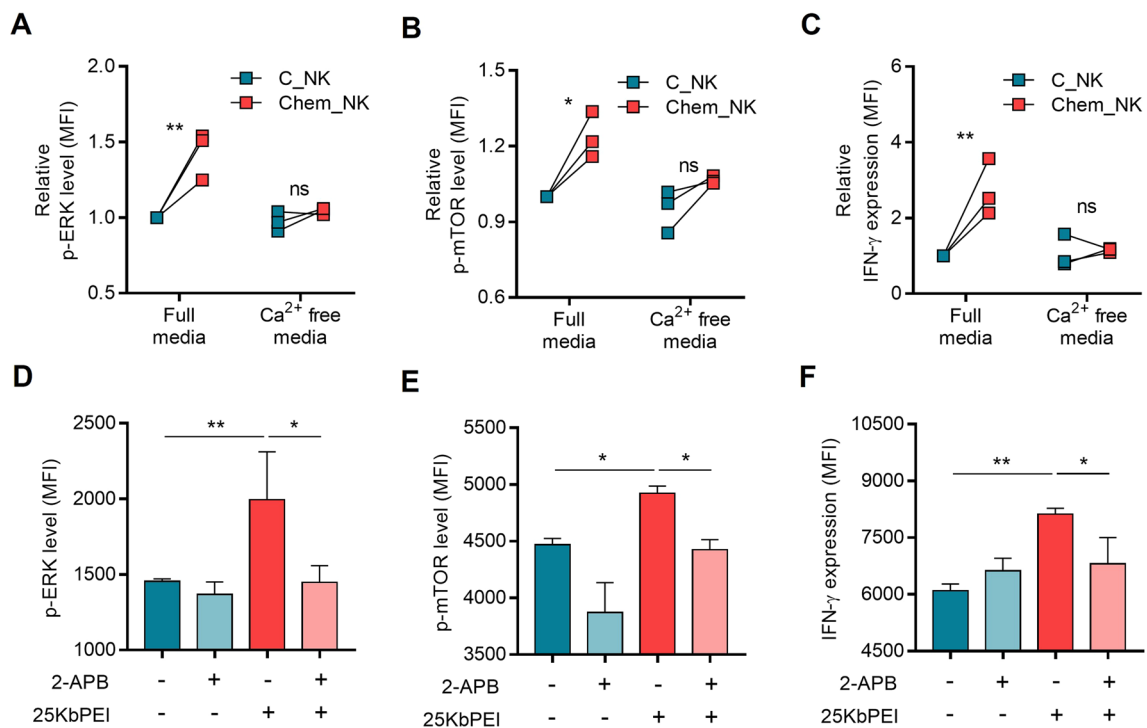 A
Relative
p-ERK level (MFI)
2.0
1.5
1.0
0.5
C_NK
Chem_NK
**
ns
Full
media
Ca²⁺ free
media
B
Relative
p-mTOR level (MFI)
1.5
1.2
0.9
0.6
C_NK
Chem_NK
*
ns
Full
media
Ca²⁺ free
media
C
Relative
IFN-γ expression (MFI)
6
4
2
0
C_NK
Chem_NK
**
ns
Full
media
Ca²⁺ free
media
D
p-ERK level (MFI)
2500
2000
1500
1000
**
*
2-APB - + - +
25KbPEI - - + +
E
p-mTOR level (MFI)
5500
5000
4500
4000
3500
*
*
2-APB - + - +
25KbPEI - - + +
F
IFN-γ expression (MFI)
10500
9000
7500
6000
4500
**
*
2-APB - + - +
25KbPEI - - + +